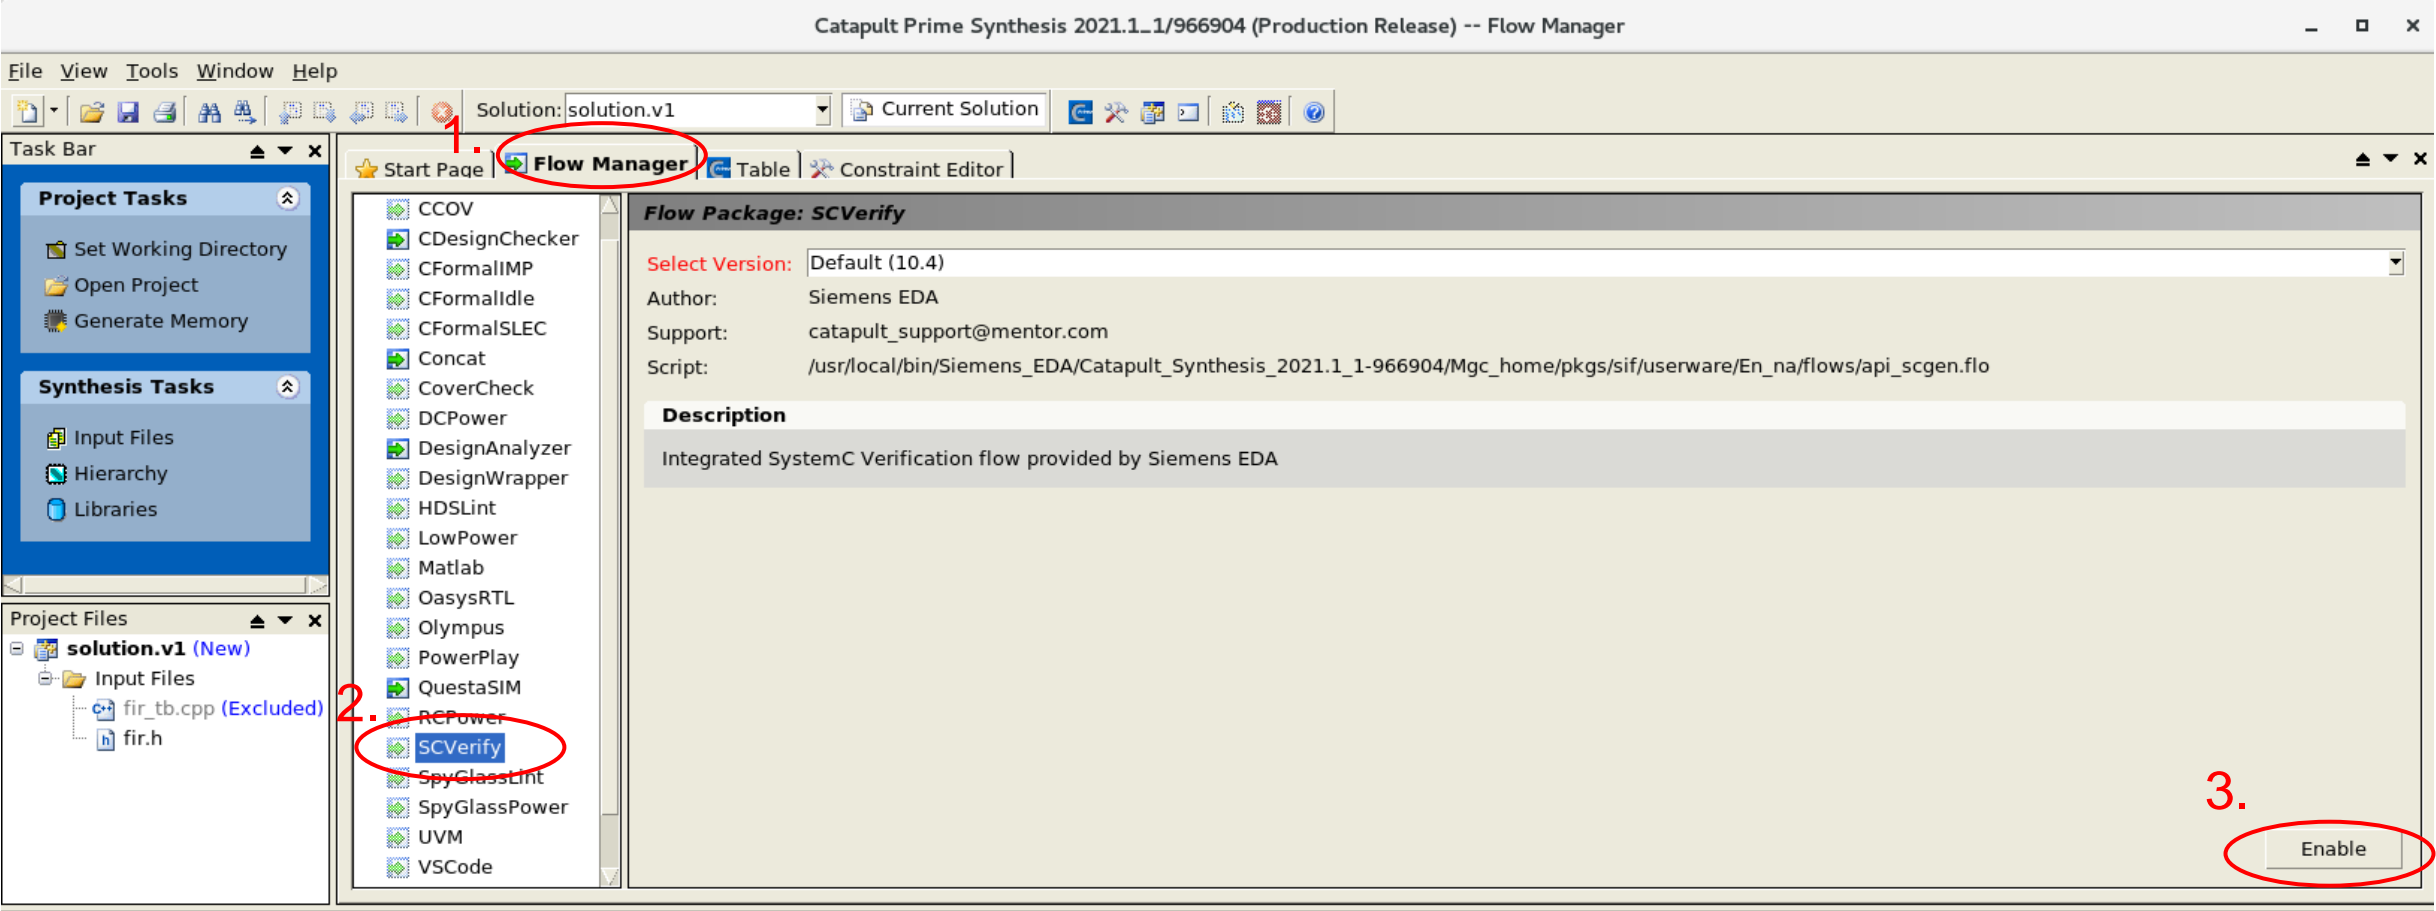 Catapult Prime Synthesis 2021.1_1/966904 (Production Release) -- Flow Manager
File View Tools Window Help
Solution: solution.v1 Current Solution
1.
Task Bar
Start Page Flow Manager Table Constraint Editor
Project Tasks
Set Working Directory
Open Project
Generate Memory
Synthesis Tasks
Input Files
Hierarchy
Libraries
Project Files
solution.v1 (New)
Input Files
fir_tb.cpp (Excluded)
fir.h
CCOV
CDesignChecker
CFormalIMP
CFormalIdle
CFormalSLEC
Concat
CoverCheck
DCPower
DesignAnalyzer
DesignWrapper
HDSLint
LowPower
Matlab
OasysRTL
Olympus
PowerPlay
QuestaSIM
2.
RCPower
SCVerify
SpyGlassLint
SpyGlassPower
UVM
VSCode
Flow Package: SCVerify
Select Version: Default (10.4)
Author: Siemens EDA
Support: catapult_support@mentor.com
Script: /usr/local/bin/Siemens_EDA/Catapult_Synthesis_2021.1_1-966904/Mgc_home/pkgs/sif/userware/En_na/flows/api_scgen.flo
Description
Integrated SystemC Verification flow provided by Siemens EDA
3.
Enable